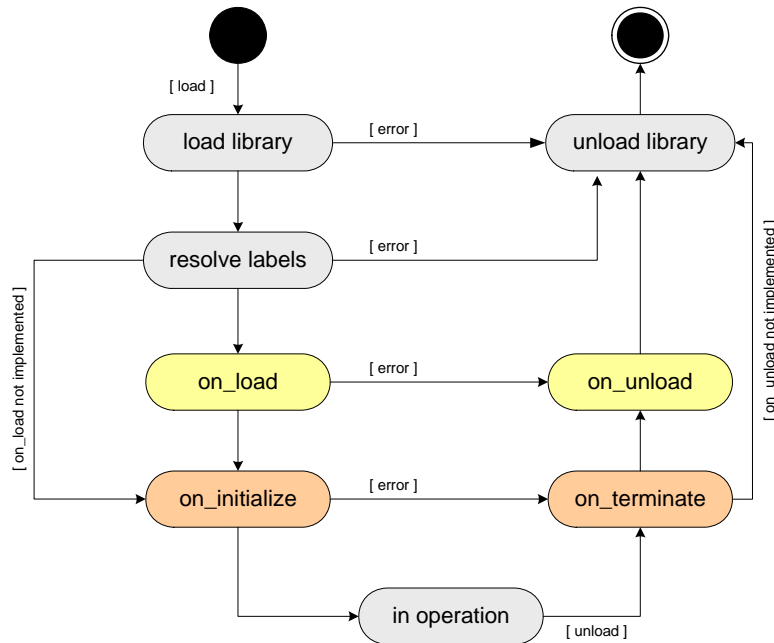 [ load ]
load library
[ error ]
unload library
resolve labels
[ error ]
[ on_load not implemented ]
[ on_unload not implemented ]
on_load
[ error ]
on_unload
on_initialize
[ error ]
on_terminate
in operation
[ unload ]